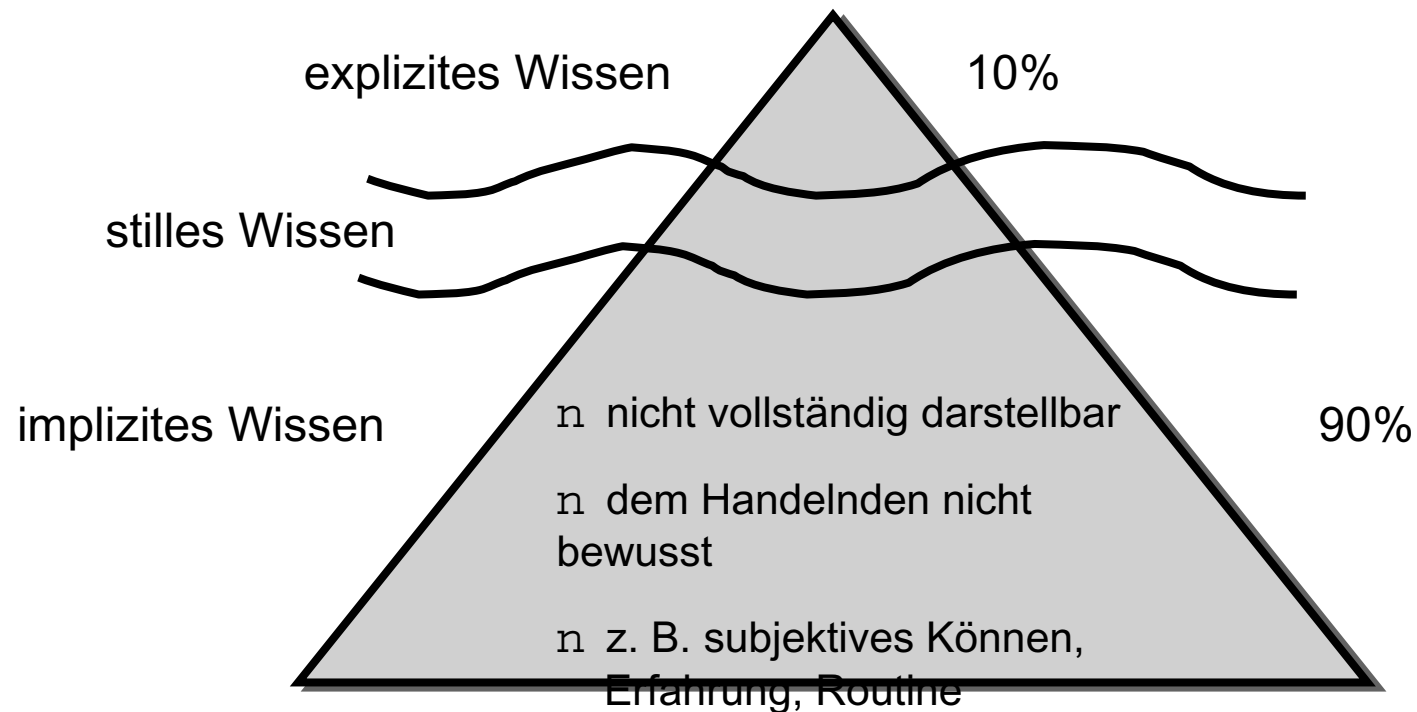 explizites Wissen 10%
stilles Wissen
implizites Wissen 90%
n nicht vollständig darstellbar
n dem Handelnden nicht
bewusst
n z. B. subjektives Können,
Erfahrung, Routine